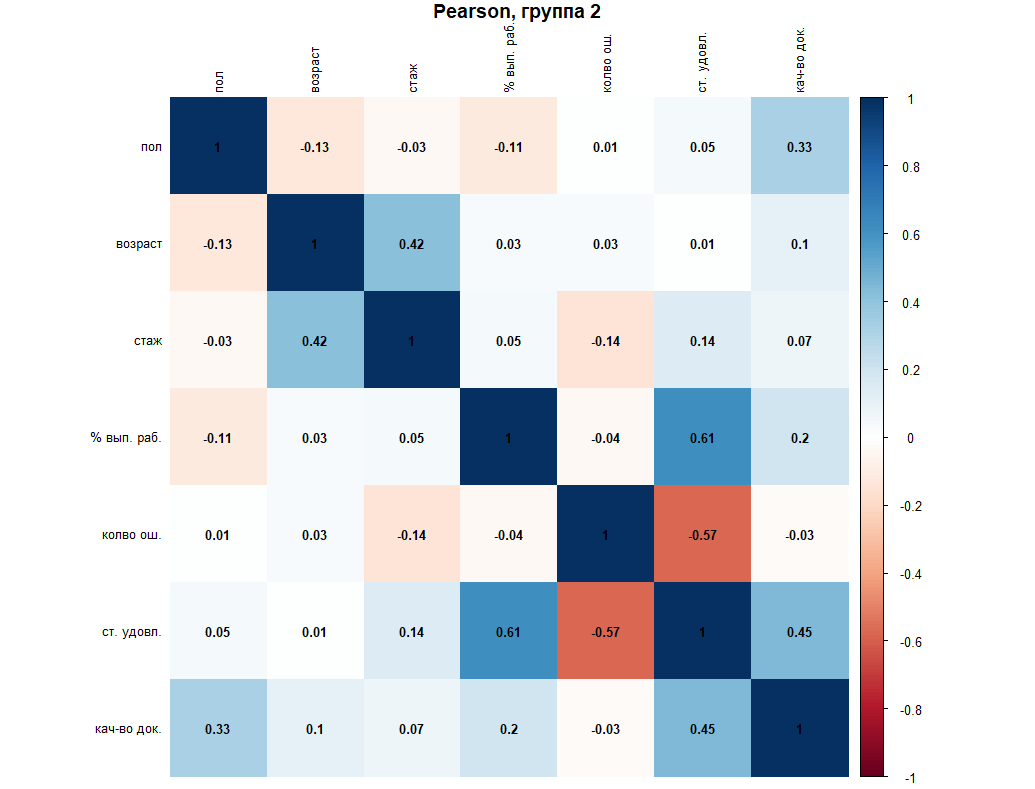 Pearson, группа 2
пол возраст стаж % вып. раб. колво ош. ст. удовл. кач-во док.
пол 1 -0.13 -0.03 -0.11 0.01 0.05 0.33
возраст -0.13 1 0.42 0.03 0.03 0.01 0.1
стаж -0.03 0.42 1 0.05 -0.14 0.14 0.07
% вып. раб. -0.11 0.03 0.05 1 -0.04 0.61 0.2
колво ош. 0.01 0.03 -0.14 -0.04 1 -0.57 -0.03
ст. удовл. 0.05 0.01 0.14 0.61 -0.57 1 0.45
кач-во док. 0.33 0.1 0.07 0.2 -0.03 0.45 1
1
0.8
0.6
0.4
0.2
0
-0.2
-0.4
-0.6
-0.8
-1